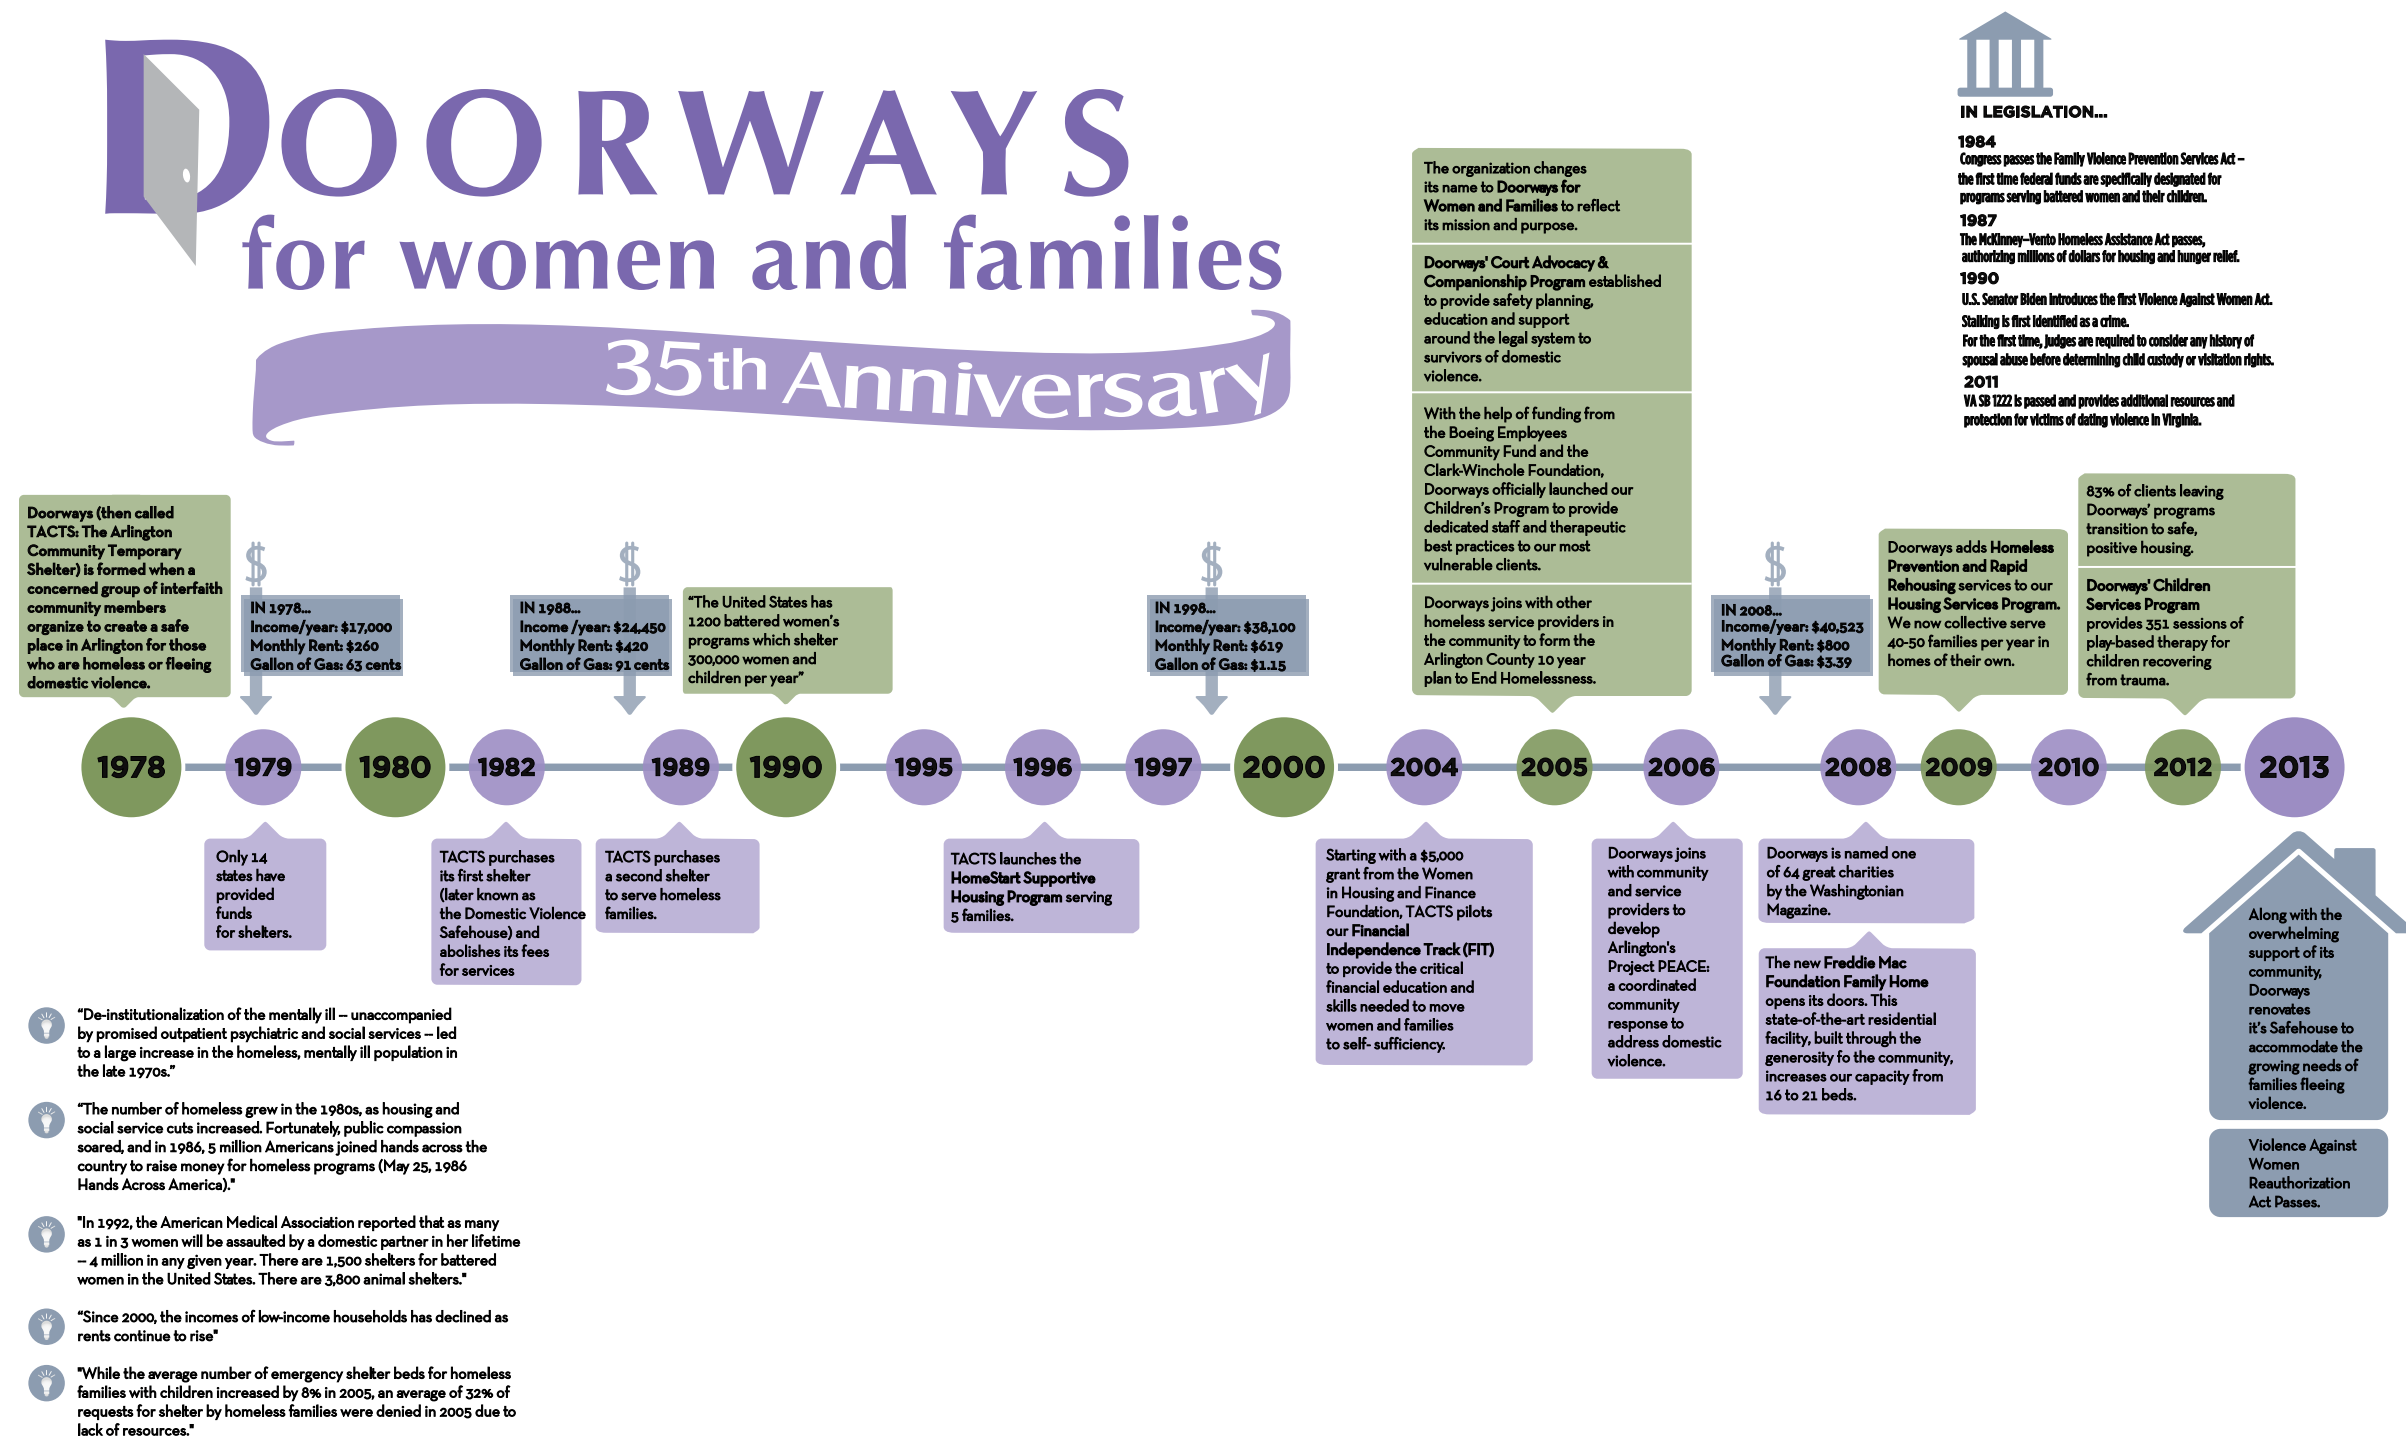 DOORWAYS
for women and families
35th Anniversary
IN LEGISLATION...
1984
Congress passes the Family Violence Prevention Services Act –
the first time federal funds are specifically designated for
programs serving battered women and their children.
1987
The McKinney–Vento Homeless Assistance Act passes,
authorizing millions of dollars for housing and hunger relief.
1990
U.S. Senator Biden introduces the first Violence Against Women Act.
Stalking is first identified as a crime.
For the first time, judges are required to consider any history of
spousal abuse before determining child custody or visitation rights.
2011
VA SB 1222 is passed and provides additional resources and
protection for victims of dating violence in Virginia.
Doorways (then called
TACTS: The Arlington
Community Temporary
Shelter) is formed when a
concerned group of interfaith
community members
organize to create a safe
place in Arlington for those
who are homeless or fleeing
domestic violence.
$
IN 1978...
Income/year: $17,000
Monthly Rent: $260
Gallon of Gas: 63 cents
$
IN 1988...
Income /year: $24,450
Monthly Rent: $420
Gallon of Gas: 91 cents
“The United States has
1200 battered women’s
programs which shelter
300,000 women and
children per year”
$
IN 1998...
Income/year: $38,100
Monthly Rent: $619
Gallon of Gas: $1.15
The organization changes
its name to Doorways for
Women and Families to reflect
its mission and purpose.
Doorways' Court Advocacy &
Companionship Program established
to provide safety planning,
education and support
around the legal system to
survivors of domestic
violence.
With the help of funding from
the Boeing Employees
Community Fund and the
Clark-Winchole Foundation,
Doorways officially launched our
Children’s Program to provide
dedicated staff and therapeutic
best practices to our most
vulnerable clients.
Doorways joins with other
homeless service providers in
the community to form the
Arlington County 10 year
plan to End Homelessness.
$
IN 2008...
Income/year: $40,523
Monthly Rent: $800
Gallon of Gas: $3.39
Doorways adds Homeless
Prevention and Rapid
Rehousing services to our
Housing Services Program.
We now collective serve
40-50 families per year in
homes of their own.
83% of clients leaving
Doorways’ programs
transition to safe,
positive housing.
Doorways' Children
Services Program
provides 351 sessions of
play-based therapy for
children recovering
from trauma.
1978 1979 1980 1982 1989 1990 1995 1996 1997 2000 2004 2005 2006 2008 2009 2010 2012 2013
Only 14
states have
provided
funds
for shelters.
TACTS purchases
its first shelter
(later known as
the Domestic Violence
Safehouse) and
abolishes its fees
for services
TACTS purchases
a second shelter
to serve homeless
families.
TACTS launches the
HomeStart Supportive
Housing Program serving
5 families.
Starting with a $5,000
grant from the Women
in Housing and Finance
Foundation, TACTS pilots
our Financial
Independence Track (FIT)
to provide the critical
financial education and
skills needed to move
women and families
to self- sufficiency.
Doorways joins
with community
and service
providers to
develop
Arlington's
Project PEACE:
a coordinated
community
response to
address domestic
violence.
Doorways is named one
of 64 great charities
by the Washingtonian
Magazine.
The new Freddie Mac
Foundation Family Home
opens its doors. This
state-of-the-art residential
facility, built through the
generosity fo the community,
increases our capacity from
16 to 21 beds.
Along with the
overwhelming
support of its
community,
Doorways
renovates
it’s Safehouse to
accommodate the
growing needs of
families fleeing
violence.
Violence Against
Women
Reauthorization
Act Passes.
“De-institutionalization of the mentally ill – unaccompanied
by promised outpatient psychiatric and social services – led
to a large increase in the homeless, mentally ill population in
the late 1970s.”
“The number of homeless grew in the 1980s, as housing and
social service cuts increased. Fortunately, public compassion
soared, and in 1986, 5 million Americans joined hands across the
country to raise money for homeless programs (May 25, 1986
Hands Across America)."
"In 1992, the American Medical Association reported that as many
as 1 in 3 women will be assaulted by a domestic partner in her lifetime
– 4 million in any given year. There are 1,500 shelters for battered
women in the United States. There are 3,800 animal shelters."
“Since 2000, the incomes of low-income households has declined as
rents continue to rise"
"While the average number of emergency shelter beds for homeless
families with children increased by 8% in 2005, an average of 32% of
requests for shelter by homeless families were denied in 2005 due to
lack of resources."